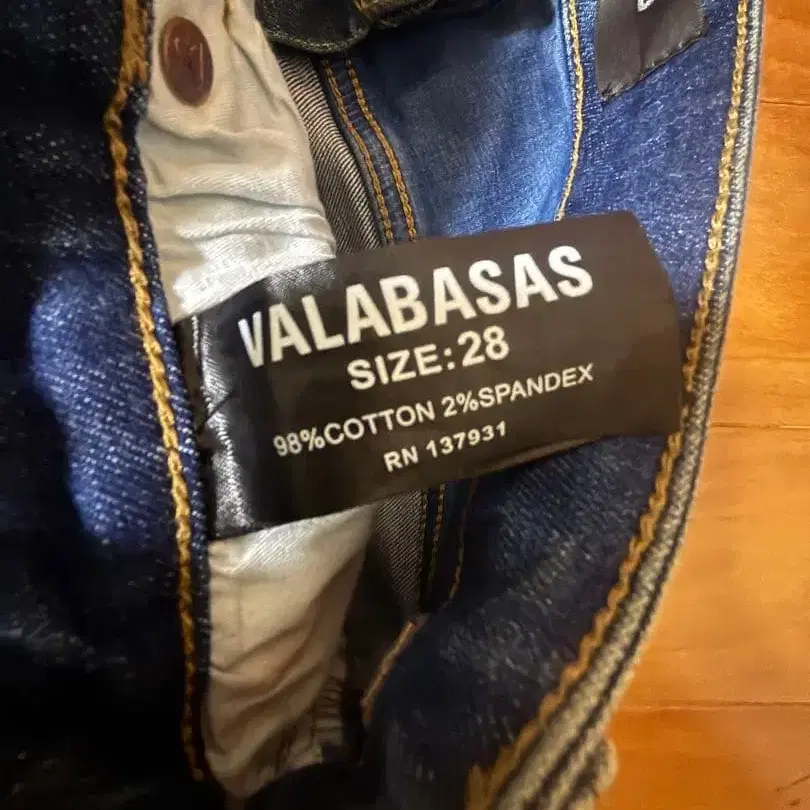 VALABASAS
SIZE:28
98%COTTON 2%SPANDEX
RN 137931